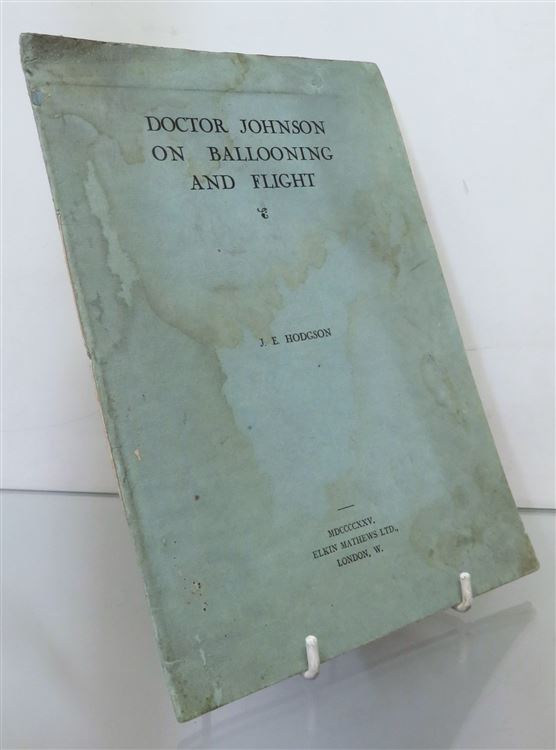 DOCTOR JOHNSON
ON BALLOONING
AND FLIGHT
J. E. HODGSON
MDCCCCXXV.
ELKIN MATHEWS LTD.,
LONDON, W.